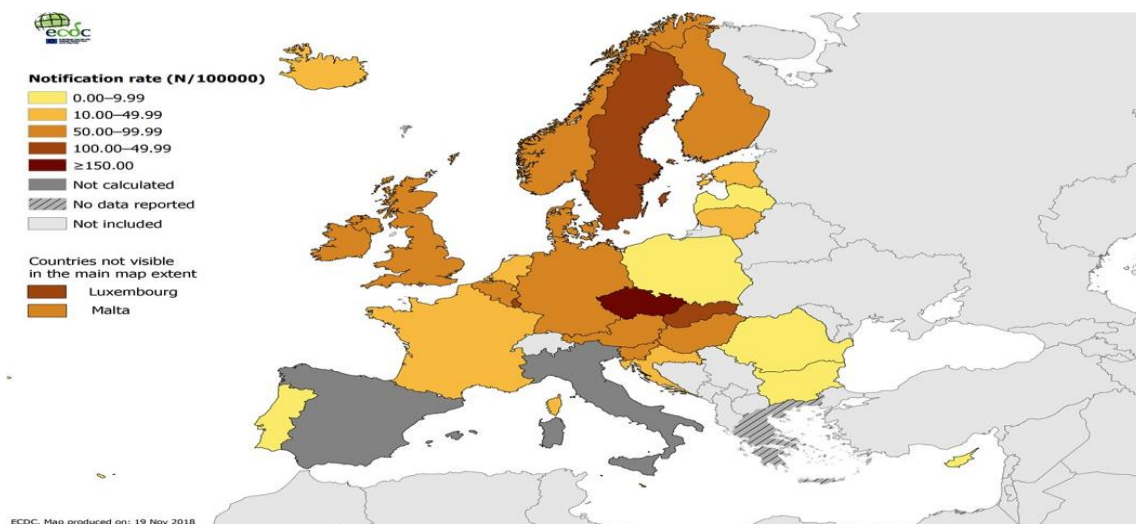 ecdc
Notification rate (N/100000)
0.00–9.99
10.00–49.99
50.00–99.99
100.00–49.99
≥150.00
Not calculated
No data reported
Not included
Countries not visible
in the main map extent
Luxembourg
Malta
ECDC. Map produced on: 19 Nov 2018